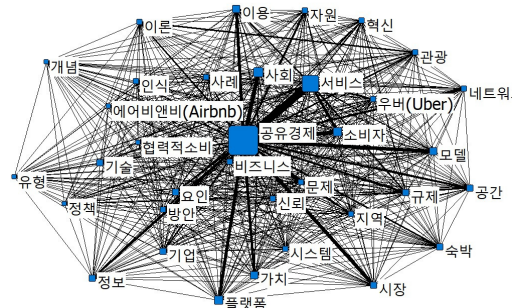 이론
이용
자원
혁신
개념
관광
인식
사례
사회
서비스
네트워
에어비앤비(Airbnb)
우버(Uber)
공유경제
소비자
협력적소비
비즈니스
모델
유형
기술
정책
요인
방안
문제
신뢰
규제
공간
지역
기업
시스템
숙박
정보
가치
시장
플랫폼